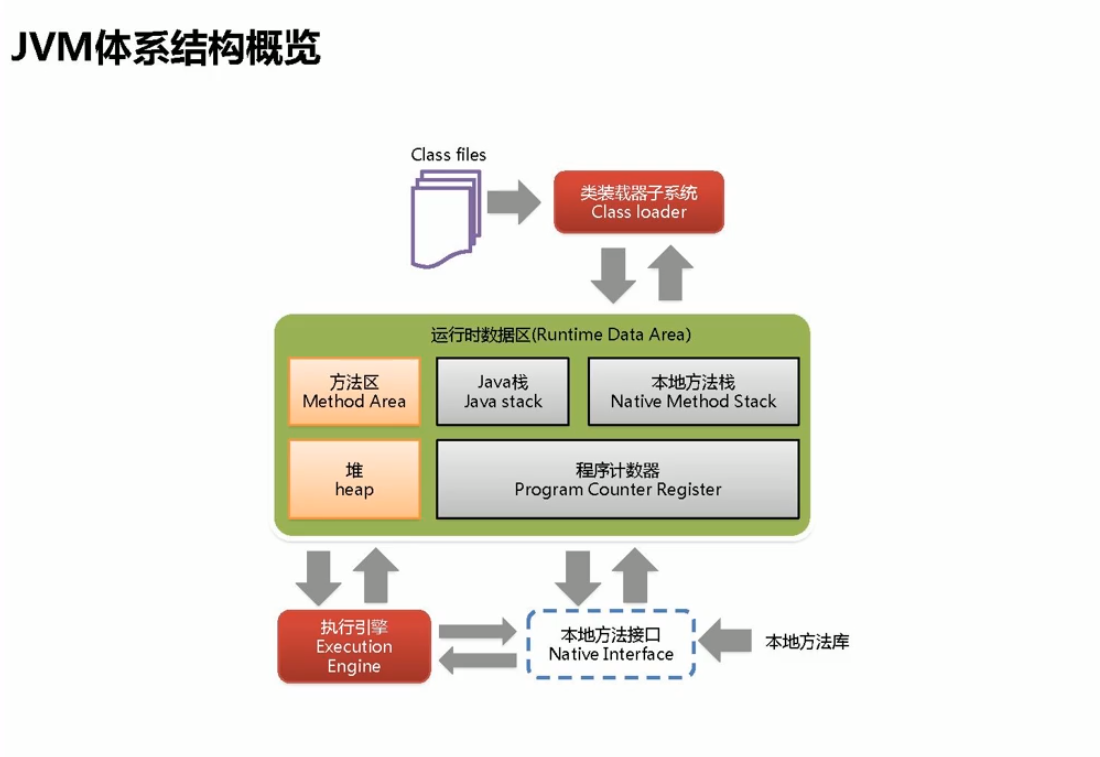 JVM体系结构概览
Class files
类装载器子系统
Class loader
运行时数据区(Runtime Data Area)
方法区
Method Area
Java栈
Java stack
本地方法栈
Native Method Stack
堆
heap
程序计数器
Program Counter Register
执行引擎
Execution
Engine
本地方法接口
Native Interface
本地方法库